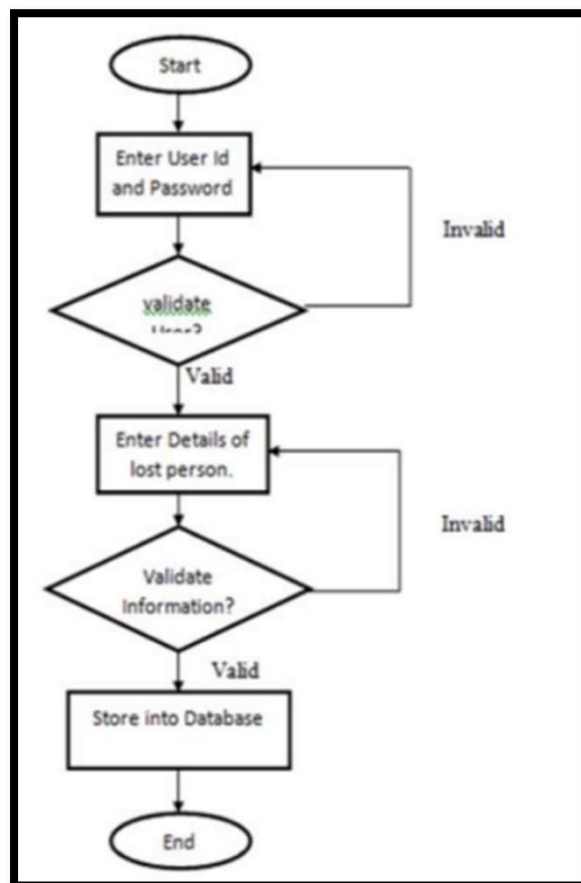 Start
Enter User Id
and Password
Invalid
validate
Valid
Enter Details of
lost person.
Invalid
Validate
Information?
Valid
Store into Database
End